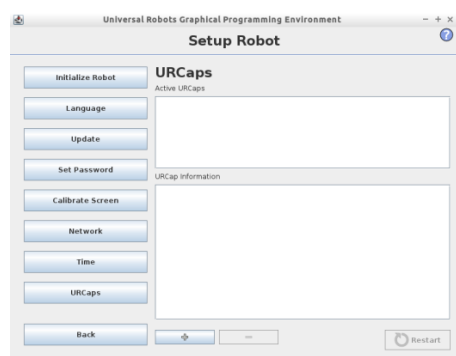 Universal Robots Graphical Programming Environment
Setup Robot
Initialize Robot
Language
Update
Set Password
Calibrate Screen
Network
Time
URCaps
Back
URCaps
Active URCaps
URCap Information
Restart